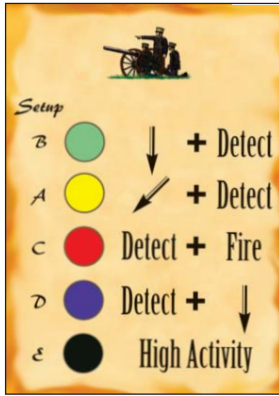 Setup
B + Detect
A + Detect
C Detect + Fire
D Detect +
E High Activity